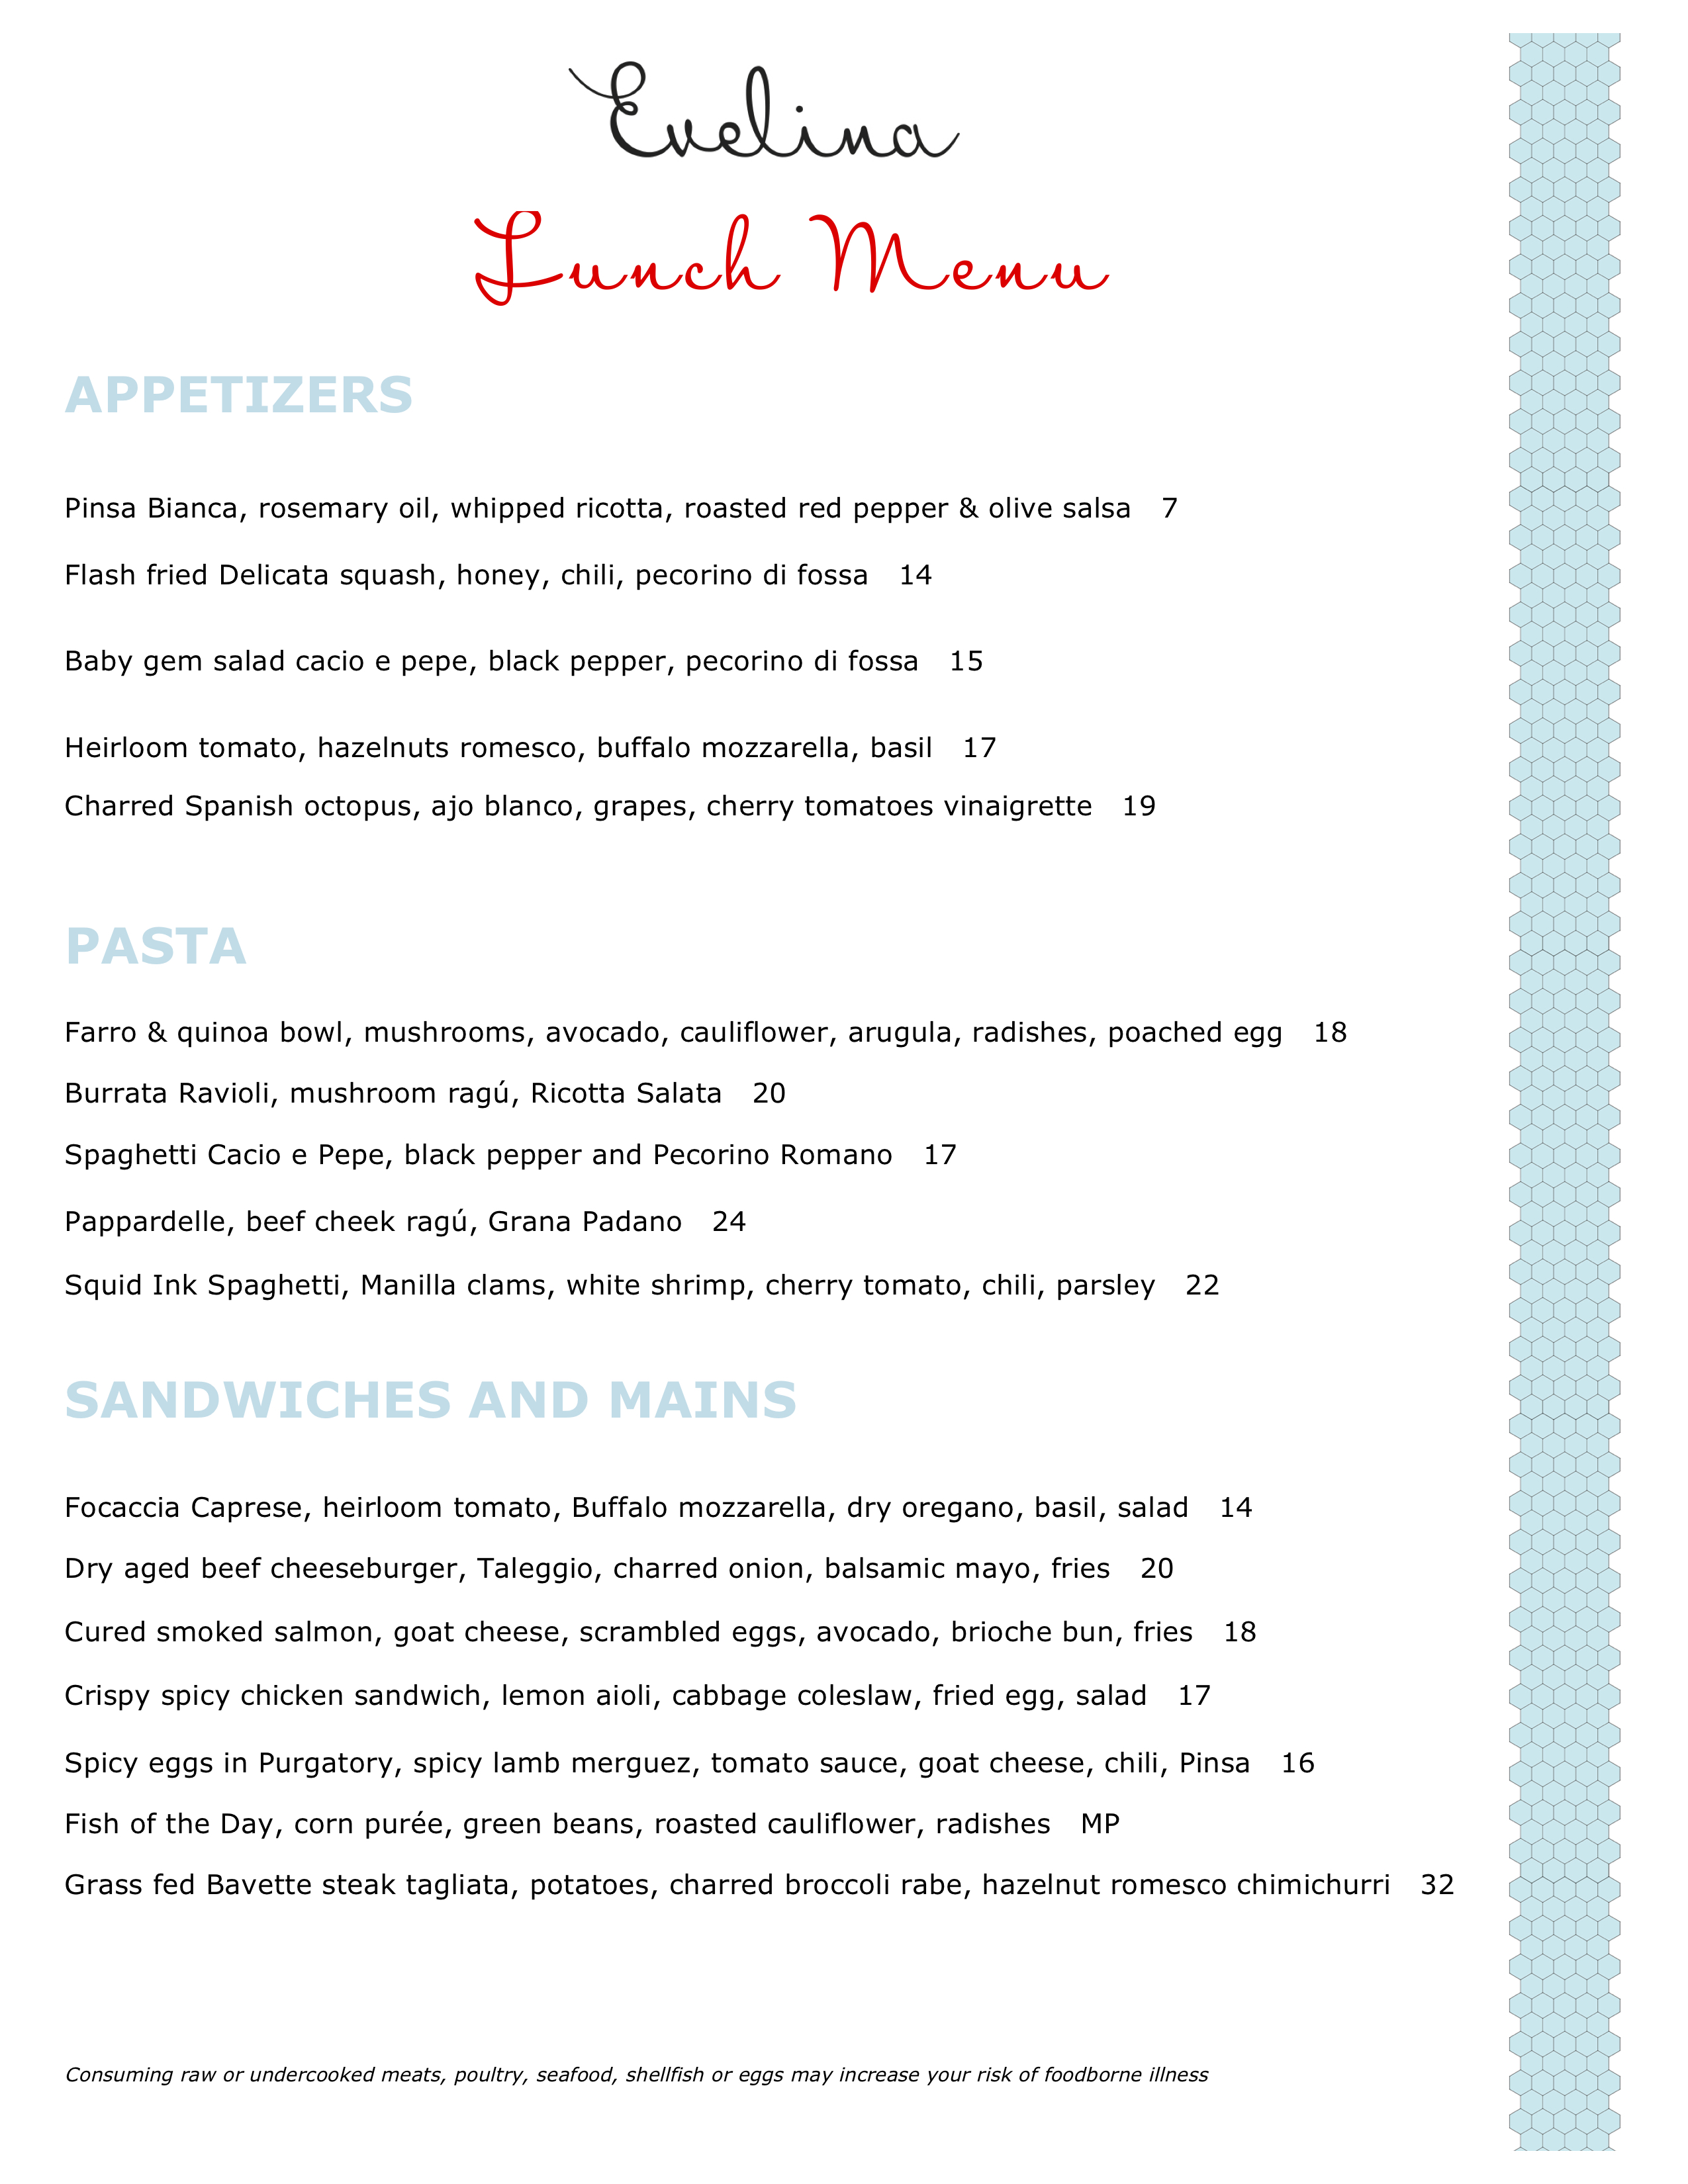 Evelina
Lunch Menu
APPETIZERS
Pinsa Bianca, rosemary oil, whipped ricotta, roasted red pepper & olive salsa 7
Flash fried Delicata squash, honey, chili, pecorino di fossa 14
Baby gem salad cacio e pepe, black pepper, pecorino di fossa 15
Heirloom tomato, hazelnuts romesco, buffalo mozzarella, basil 17
Charred Spanish octopus, ajo blanco, grapes, cherry tomatoes vinaigrette 19
PASTA
Farro & quinoa bowl, mushrooms, avocado, cauliflower, arugula, radishes, poached egg 18
Burrata Ravioli, mushroom ragú, Ricotta Salata 20
Spaghetti Cacio e Pepe, black pepper and Pecorino Romano 17
Pappardelle, beef cheek ragú, Grana Padano 24
Squid Ink Spaghetti, Manilla clams, white shrimp, cherry tomato, chili, parsley 22
SANDWICHES AND MAINS
Focaccia Caprese, heirloom tomato, Buffalo mozzarella, dry oregano, basil, salad 14
Dry aged beef cheeseburger, Taleggio, charred onion, balsamic mayo, fries 20
Cured smoked salmon, goat cheese, scrambled eggs, avocado, brioche bun, fries 18
Crispy spicy chicken sandwich, lemon aioli, cabbage coleslaw, fried egg, salad 17
Spicy eggs in Purgatory, spicy lamb merguez, tomato sauce, goat cheese, chili, Pinsa 16
Fish of the Day, corn purée, green beans, roasted cauliflower, radishes MP
Grass fed Bavette steak tagliata, potatoes, charred broccoli rabe, hazelnut romesco chimichurri 32
Consuming raw or undercooked meats, poultry, seafood, shellfish or eggs may increase your risk of foodborne illness